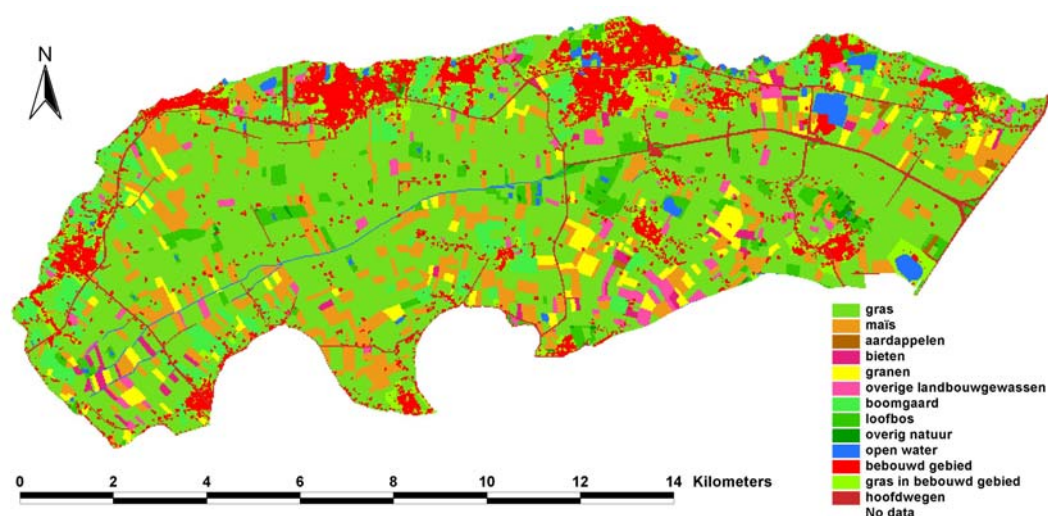 N
gras
maïs
aardappelen
bieten
granen
overige landbouwgewassen
boomgaard
loofbos
overig natuur
open water
bebouwd gebied
gras in bebouwd gebied
hoofdwegen
No data
0 2 4 6 8 10 12 14 Kilometers